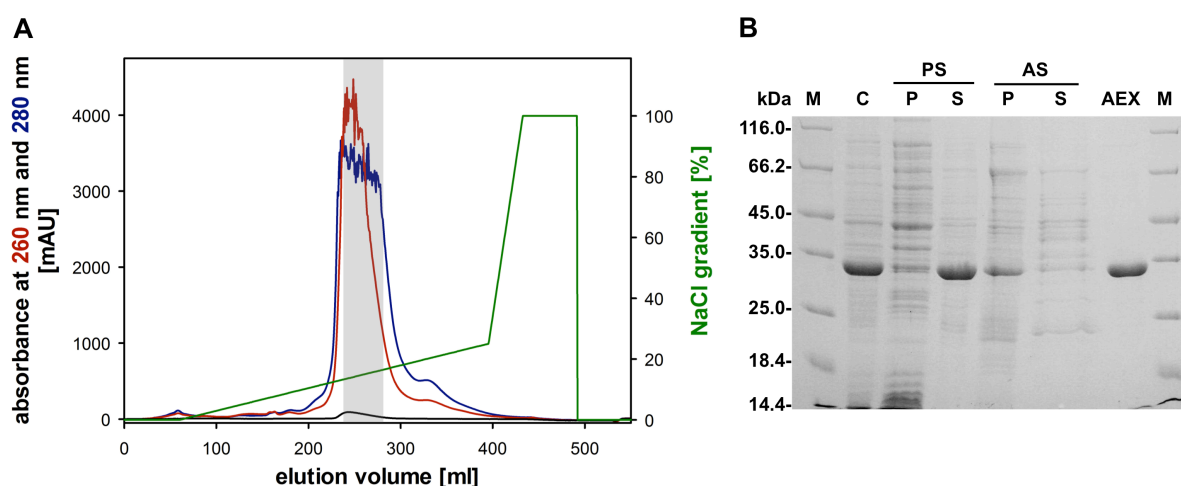 A
absorbance at 260 nm and 280 nm
[mAU]
4000
3000
2000
1000
0
100
80
60
40
20
0
NaCl gradient [%]
0 100 200 300 400 500
elution volume [ml]
B
PS AS
kDa M C P S P S AEX M
116.0-
66.2-
45.0-
35.0-
25.0-
18.4-
14.4-